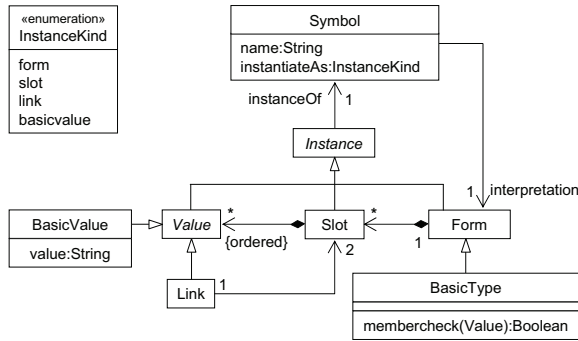 «enumeration»
InstanceKind
form
slot
link
basicvalue
Symbol
name:String
instantiateAs:InstanceKind
instanceOf
1
Instance
1
interpretation
BasicValue
value:String
Value
*
{ordered}
Slot
*
2
1
Form
Link
1
BasicType
membercheck(Value):Boolean